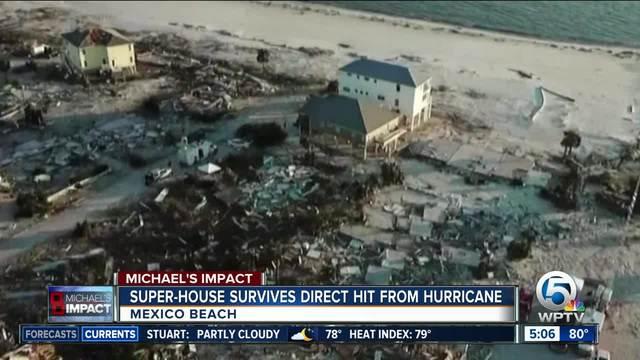 MICHAEL'S IMPACT
SUPER-HOUSE SURVIVES DIRECT HIT FROM HURRICANE
MEXICO BEACH
MICHAEL'S IMPACT
5
WPTV
FORECASTS CURRENTS STUART: PARTLY CLOUDY 78° HEAT INDEX: 79° 5:06 80°